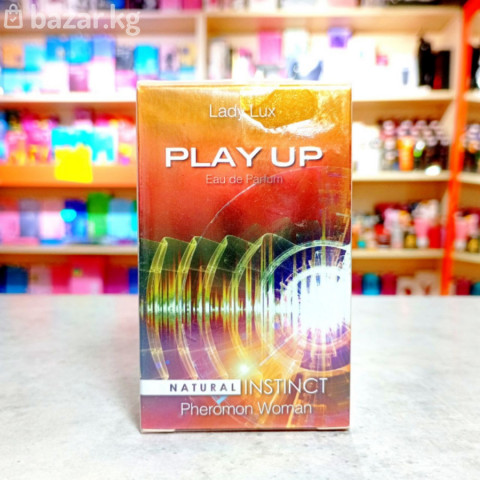 bazar.kg
Lady Lux
PLAY UP
Eau de Parfum
NATURAL INSTINCT
Pheromon Woman